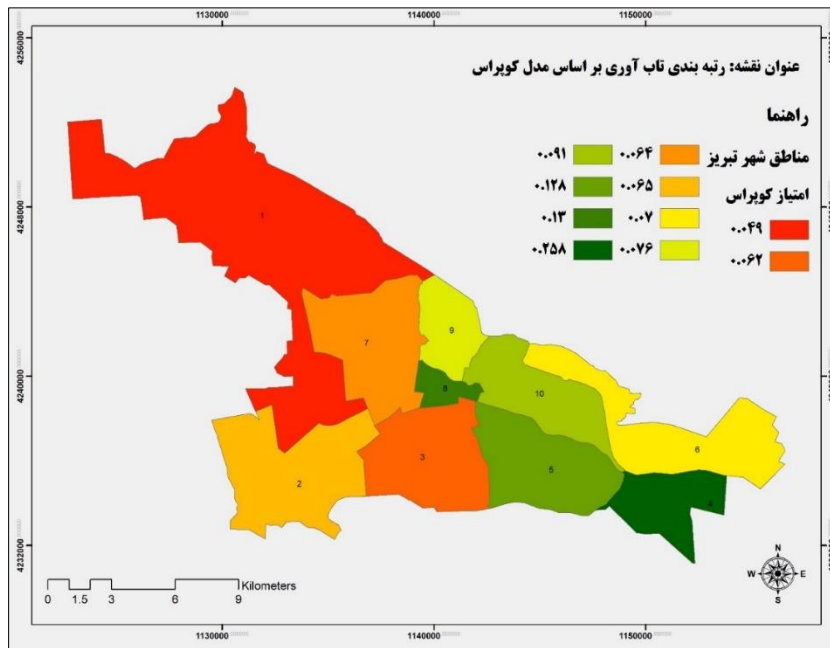 1130000 1140000 1150000
4256000
عنوان نقشه: رتبه بندی تاب آوری بر اساس مدل کوپراس
راهنما
مناطق شهر تبریز
امتیاز کوپراس
۰.۰۴۹
۰.۰۶۲
۰.۰۶۴
۰.۰۶۵
۰.۰۷
۰.۰۷۶
۰.۰۹۱
۰.۱۲۸
۰.۱۳
۰.۲۵۸
4248000
1
7
9
4240000
8
10
6
3
5
2
4232000
N
W E
S
Kilometers
0 1.5 3 6 9
1130000 1140000 1150000